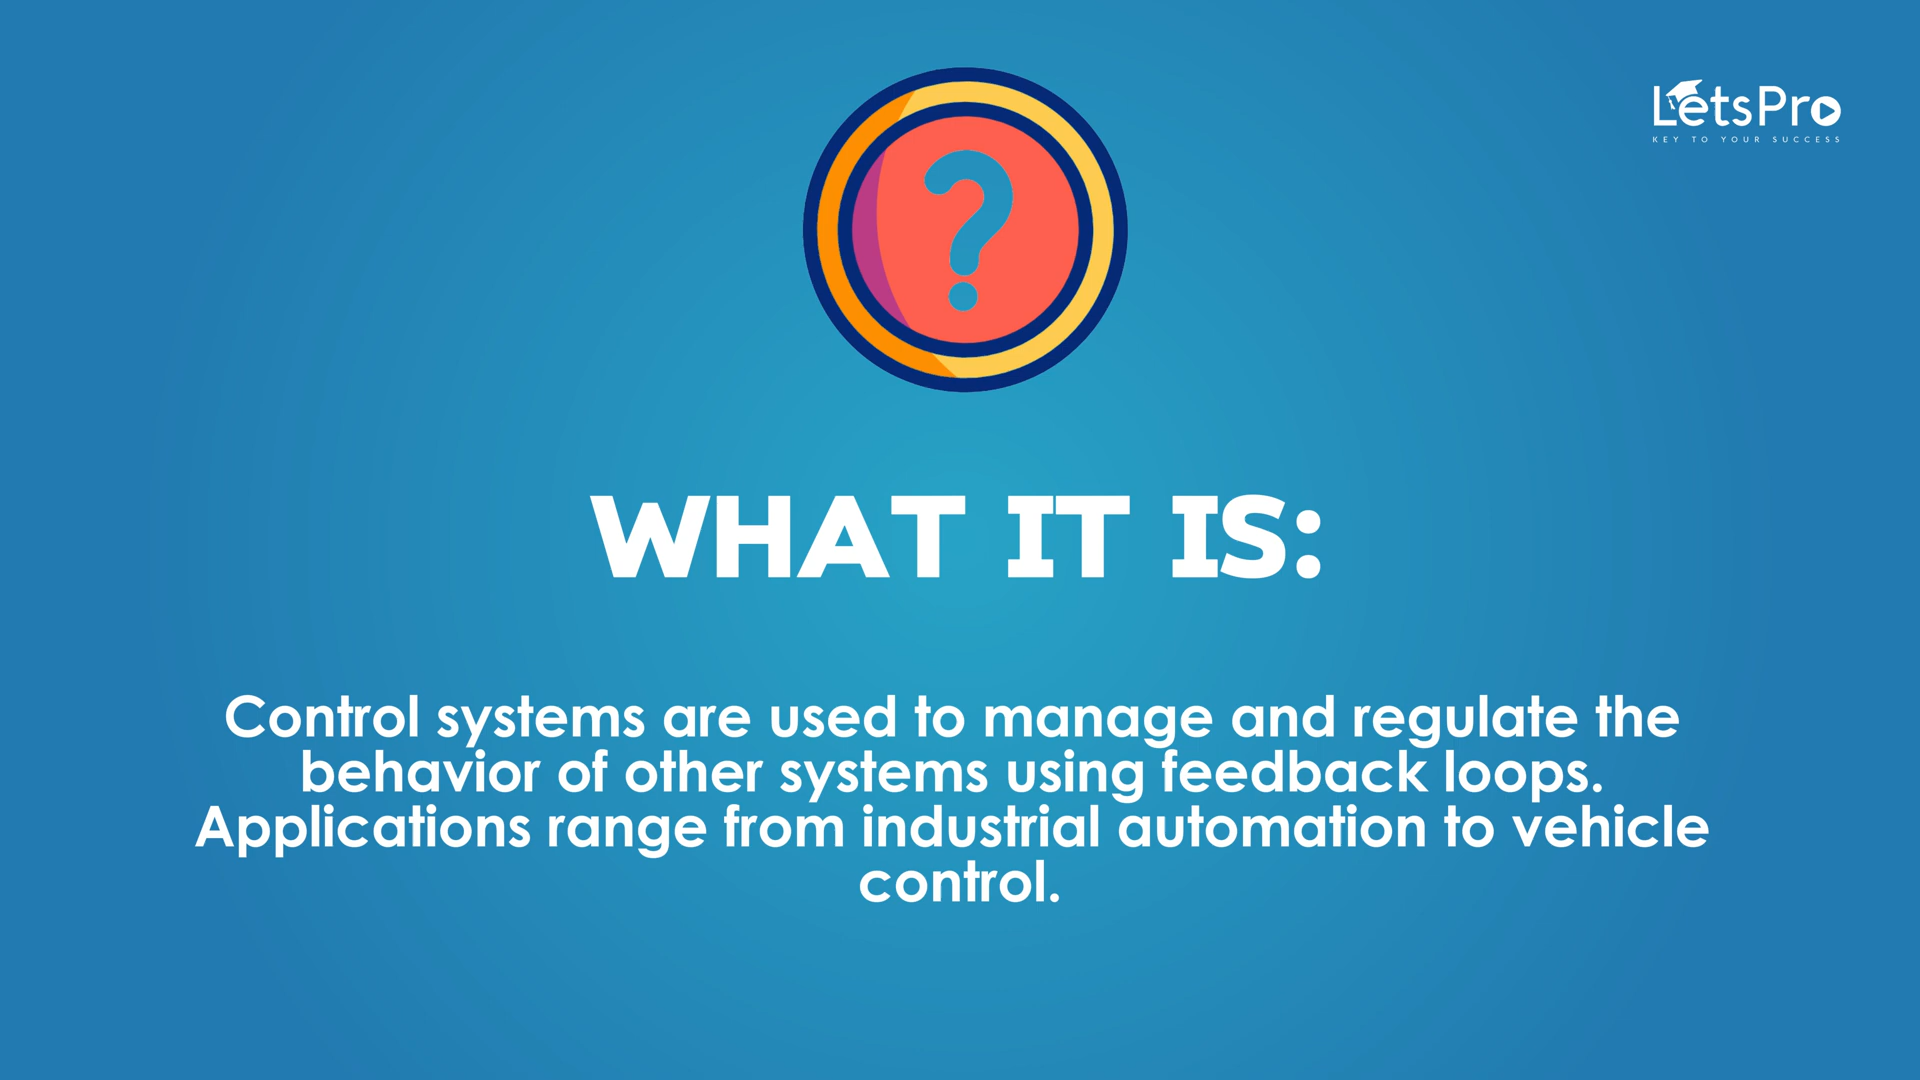 LetsPro
KEY TO YOUR SUCCESS
WHAT IT IS:
Control systems are used to manage and regulate the
behavior of other systems using feedback loops.
Applications range from industrial automation to vehicle
control.